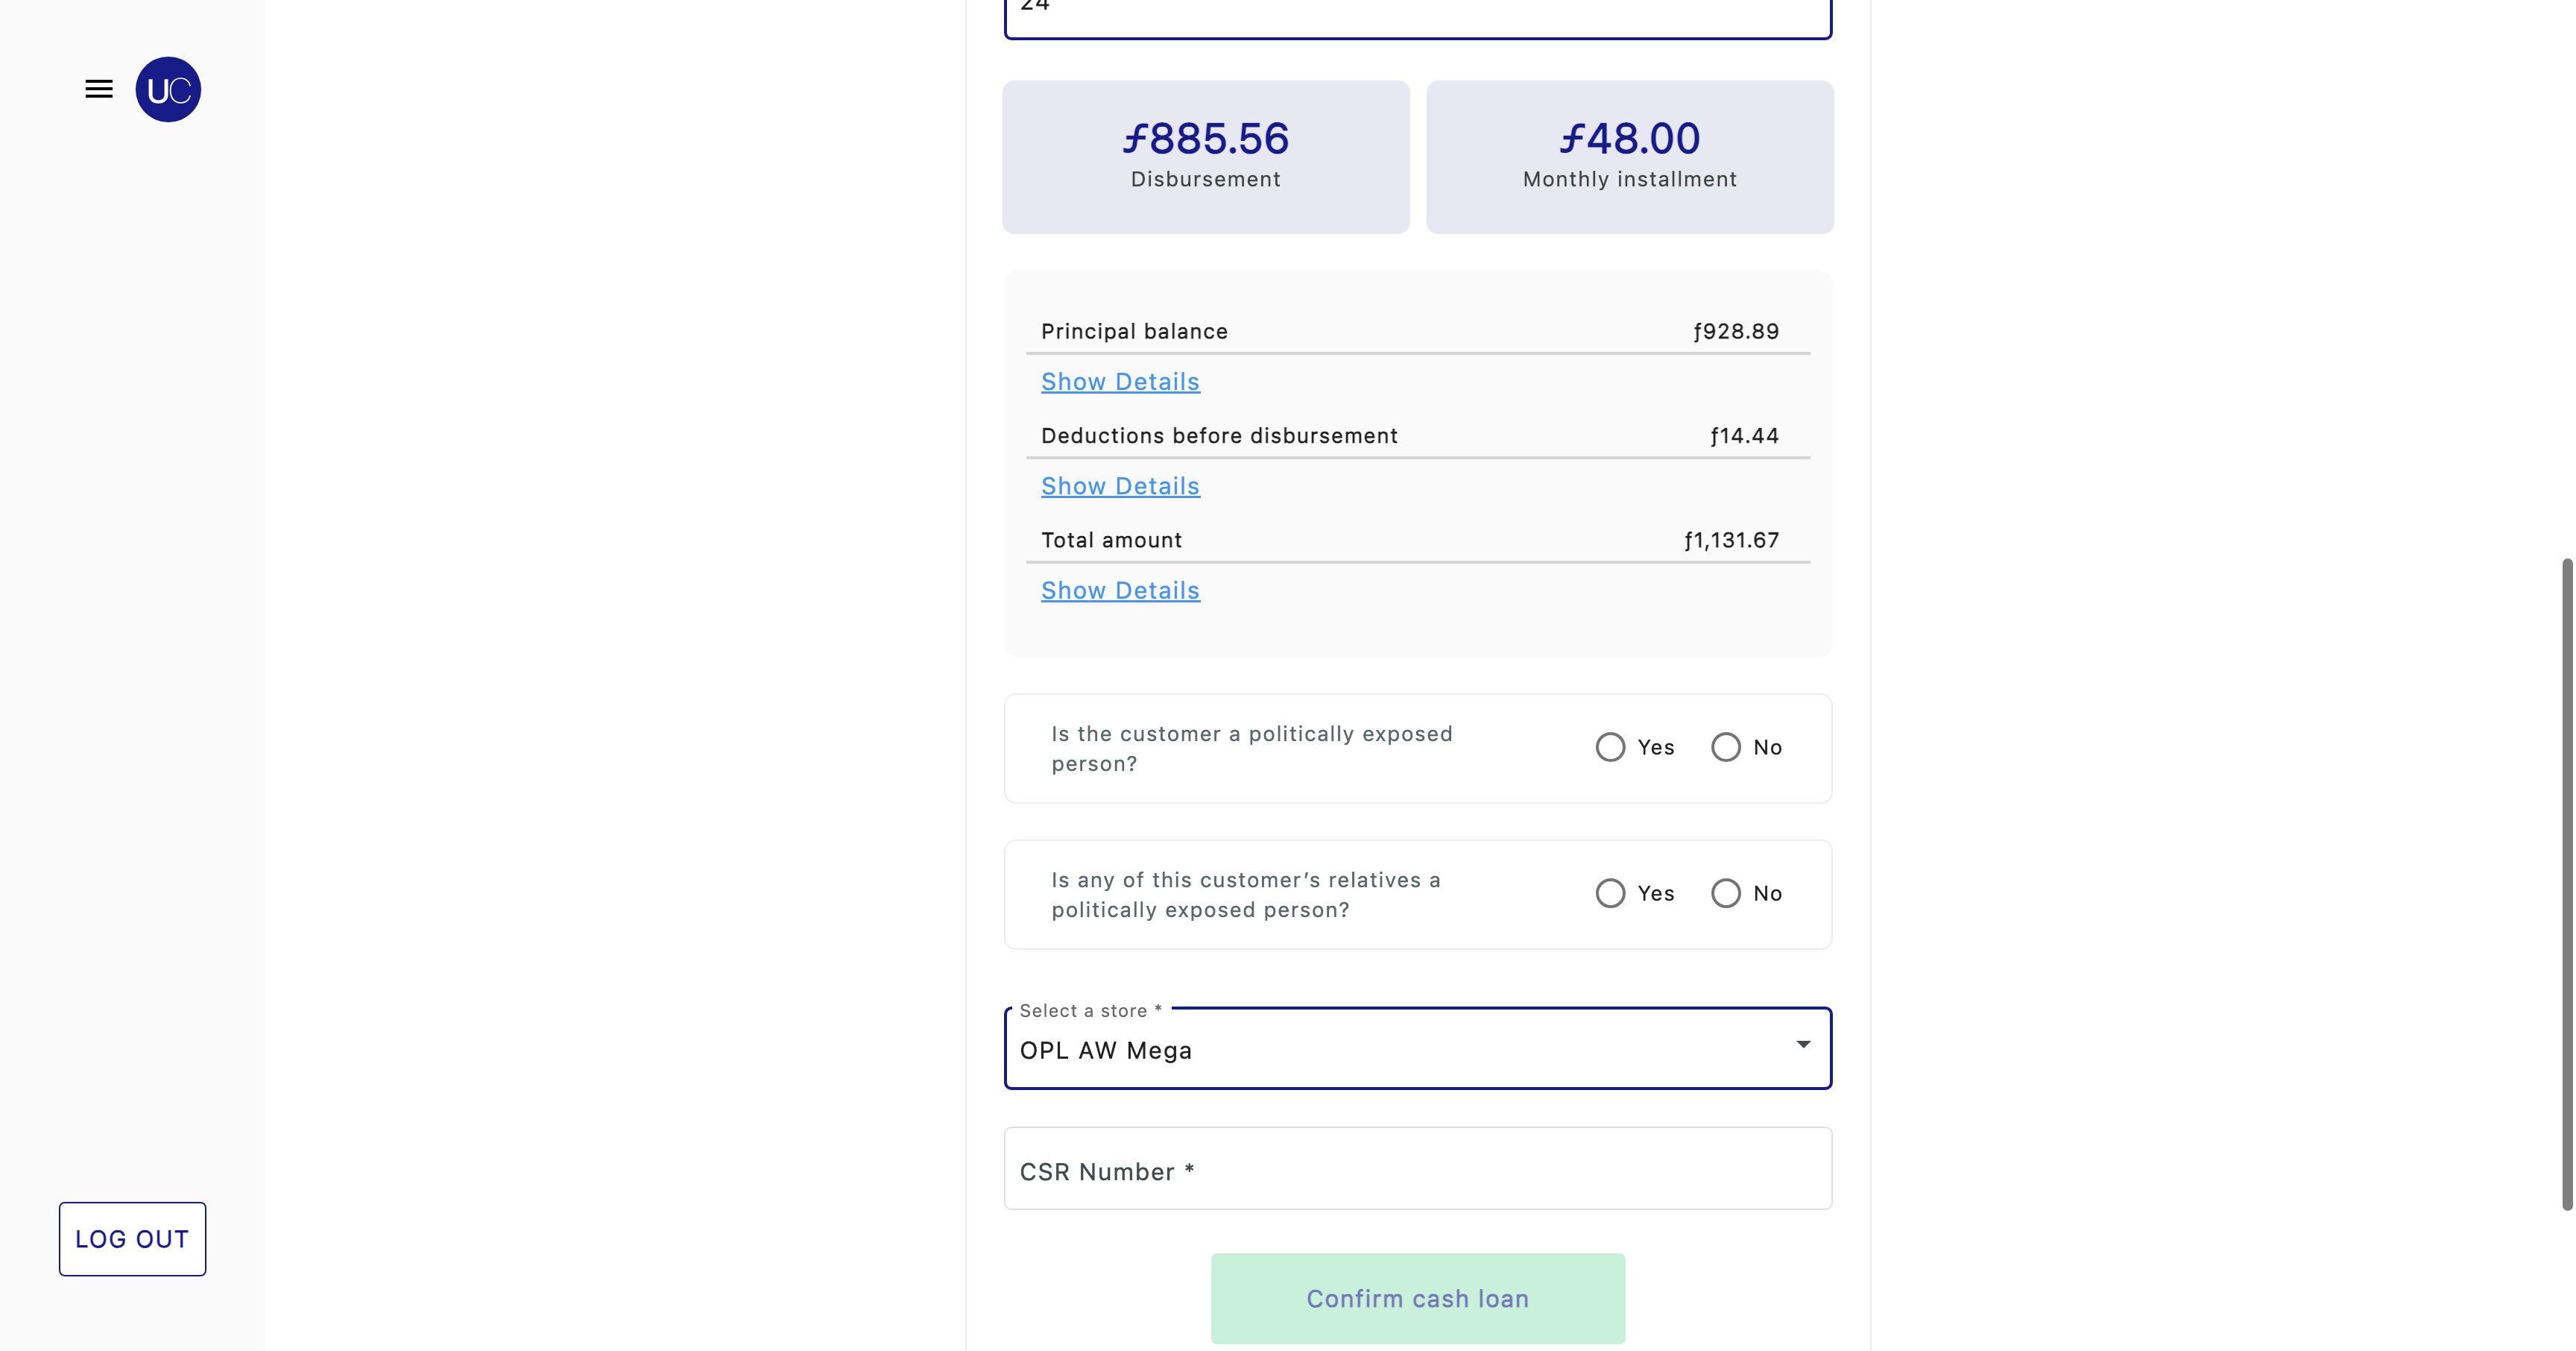 24
UC
ƒ885.56
Disbursement
ƒ48.00
Monthly installment
Principal balance ƒ928.89
Show Details
Deductions before disbursement ƒ14.44
Show Details
Total amount ƒ1,131.67
Show Details
Is the customer a politically exposed
person?
Yes No
Is any of this customer’s relatives a
politically exposed person?
Yes No
Select a store *
OPL AW Mega
CSR Number *
LOG OUT
Confirm cash loan